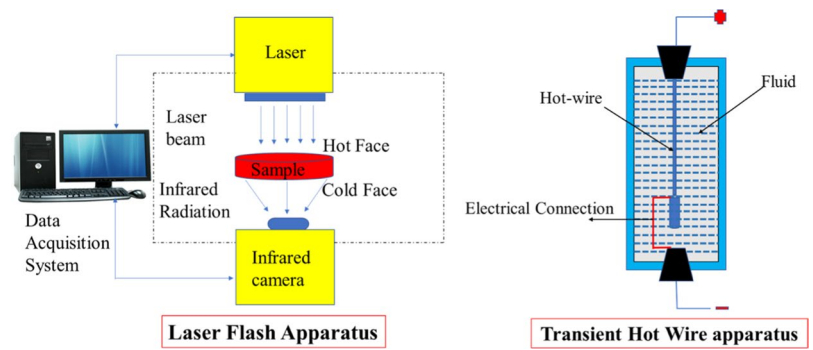 Laser
Laser
beam
Hot Face
Sample
Cold Face
Infrared
Radiation
Data
Acquisition
System
Infrared
camera
Laser Flash Apparatus
Fluid
Hot-wire
Electrical Connection
Transient Hot Wire apparatus